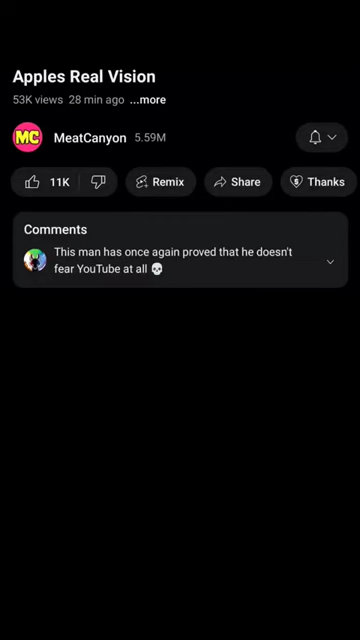 Apples Real Vision
53K views 28 min ago ...more
MC MeatCanyon 5.59M
11K Remix Share Thanks
Comments
This man has once again proved that he doesn't
fear YouTube at all 💀